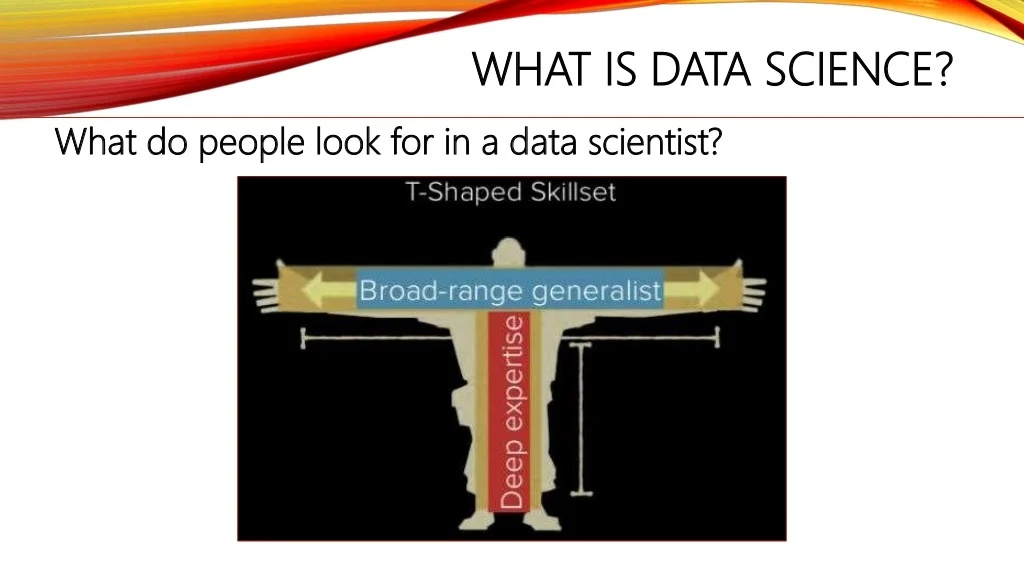 WHAT IS DATA SCIENCE?
What do people look for in a data scientist?
T-Shaped Skillset
Broad-range generalist
Deep expertise